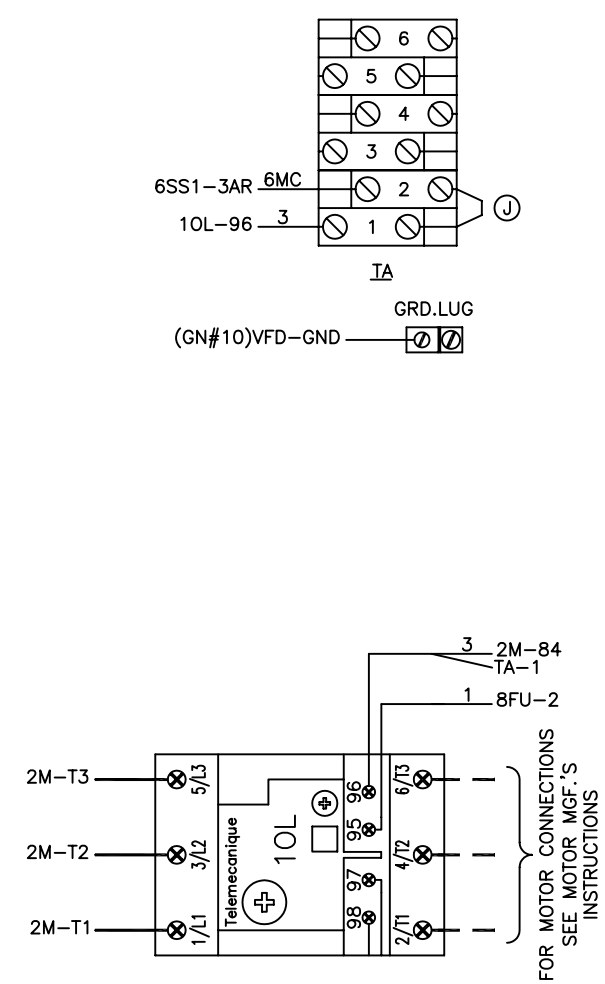 6
5
4
3
6SS1-3AR 6MC 2
J
10L-96 3 1
TA
GRD.LUG
(GN#10)VFD-GND
3 2M-84
TA-1
1 8FU-2
2M-T3 5/L3 96 6/T3
2M-T2 3/L2 Telemecanique 10L 95 4/T2
97
2M-T1 1/L1 98 2/T1
FOR MOTOR CONNECTIONS
SEE MOTOR MGF.'S
INSTRUCTIONS